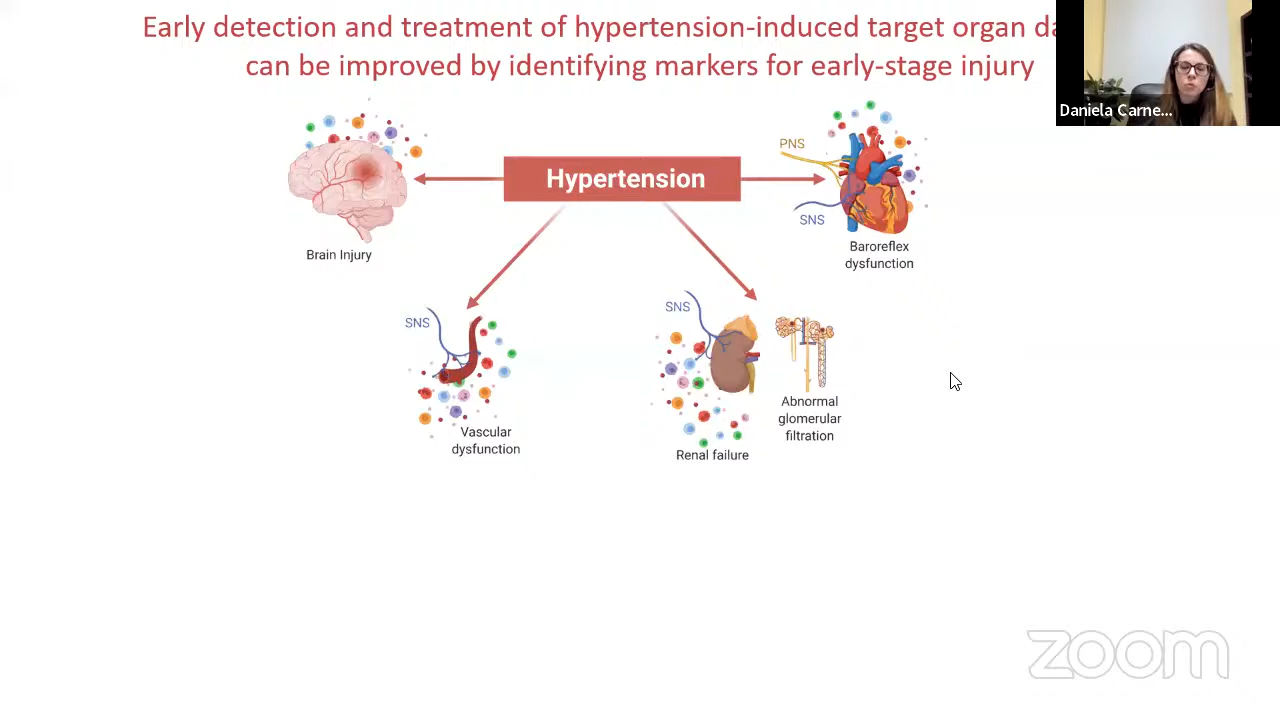 Early detection and treatment of hypertension-induced target organ
can be improved by identifying markers for early-stage injury
Daniela Carne...
Hypertension
PNS
SNS
Baroreflex
dysfunction
Brain Injury
SNS
Vascular
dysfunction
SNS
Abnormal
glomerular
filtration
Renal failure
zoom